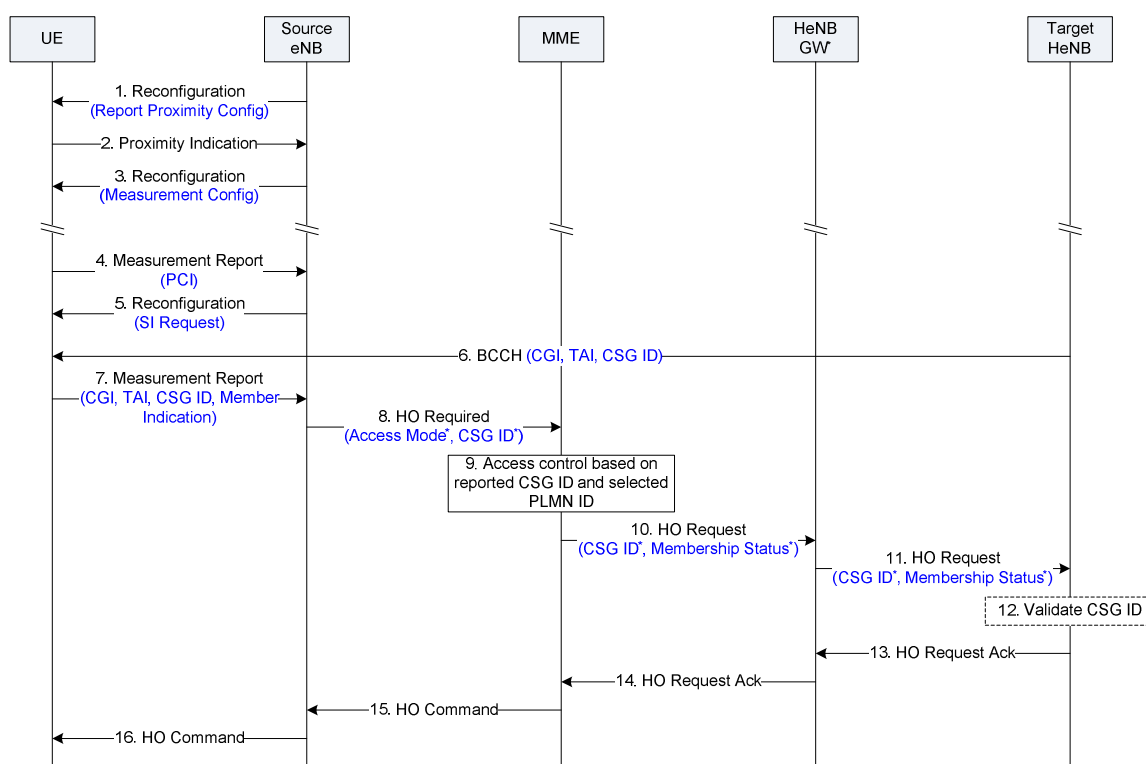 UE
Source
eNB
MME
HeNB
GW*
Target
HeNB
1. Reconfiguration
(Report Proximity Config)
2. Proximity Indication
3. Reconfiguration
(Measurement Config)
4. Measurement Report
(PCI)
5. Reconfiguration
(SI Request)
6. BCCH (CGI, TAI, CSG ID)
7. Measurement Report
(CGI, TAI, CSG ID, Member
Indication)
8. HO Required
(Access Mode*, CSG ID*)
9. Access control based on
reported CSG ID and selected
PLMN ID
10. HO Request
(CSG ID*, Membership Status*)
11. HO Request
(CSG ID*, Membership Status*)
12. Validate CSG ID
13. HO Request Ack
14. HO Request Ack
15. HO Command
16. HO Command